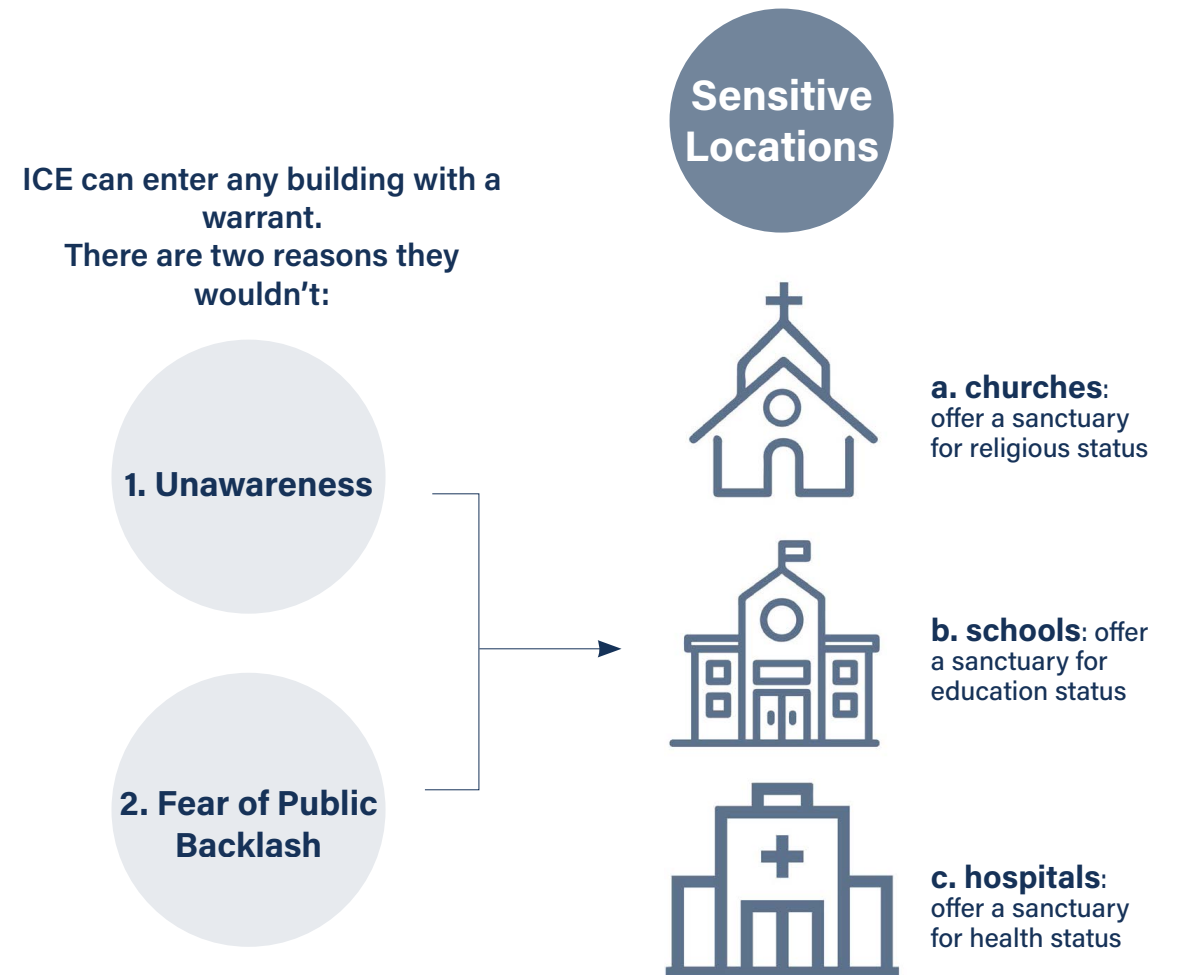 Sensitive
Locations
ICE can enter any building with a
warrant.
There are two reasons they
wouldn’t:
1. Unawareness
2. Fear of Public
Backlash
a. churches:
offer a sanctuary
for religious status
b. schools: offer
a sanctuary for
education status
c. hospitals:
offer a sanctuary
for health status